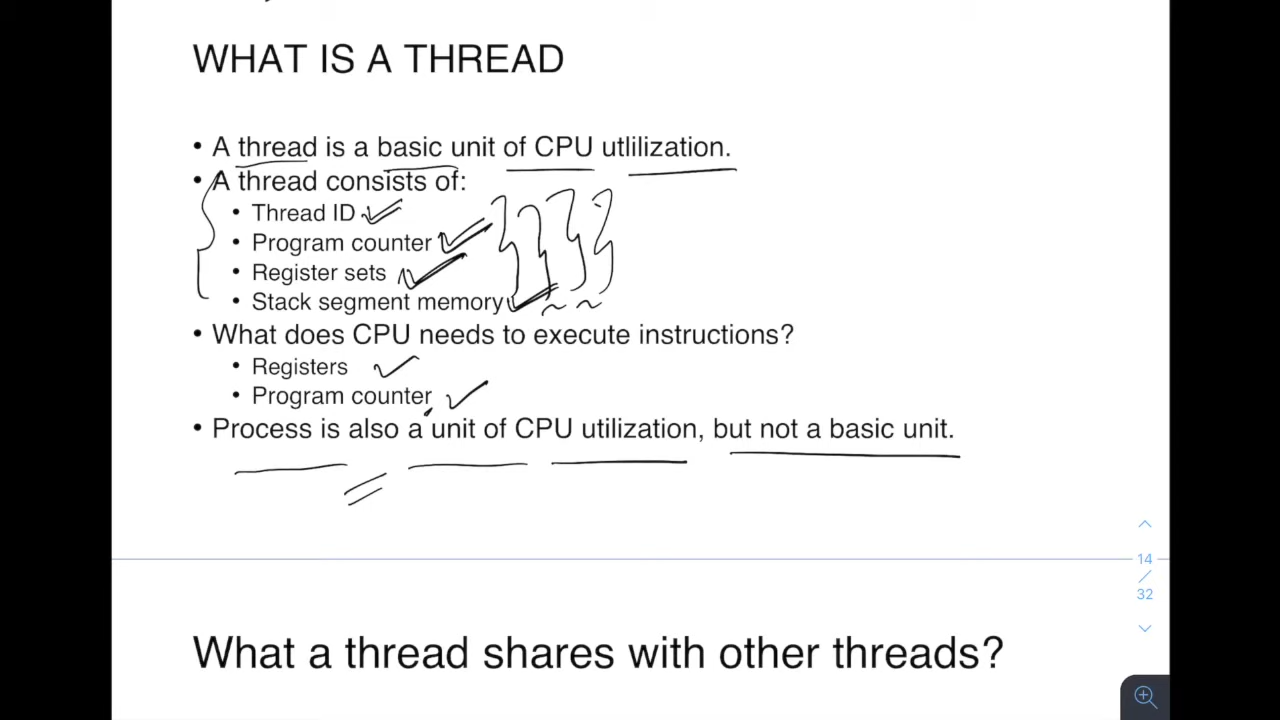 WHAT IS A THREAD
• A thread is a basic unit of CPU utlilization.
• A thread consists of:
• Thread ID
• Program counter
• Register sets
• Stack segment memory
• What does CPU needs to execute instructions?
• Registers
• Program counter
• Process is also a unit of CPU utilization, but not a basic unit.
14
/
32
What a thread shares with other threads?